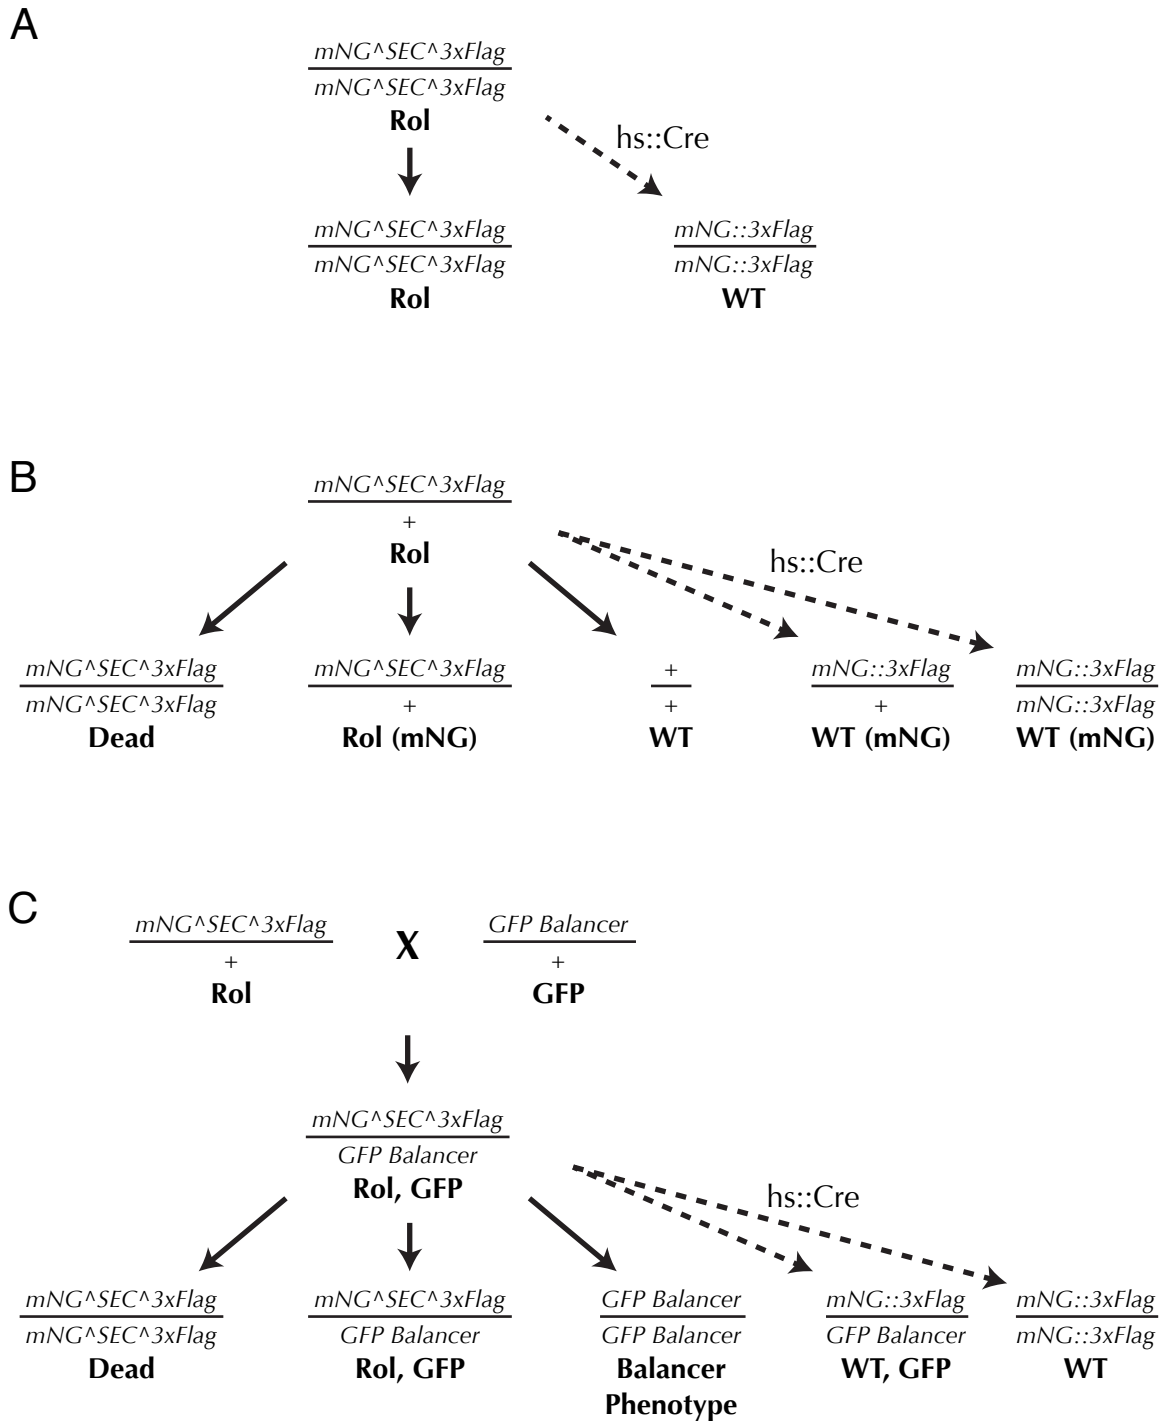 A
mNG^SEC^3xFlag
mNG^SEC^3xFlag
Rol
hs::Cre
mNG^SEC^3xFlag
mNG^SEC^3xFlag
Rol
mNG::3xFlag
mNG::3xFlag
WT
B
mNG^SEC^3xFlag
+
Rol
hs::Cre
mNG^SEC^3xFlag
mNG^SEC^3xFlag
Dead
mNG^SEC^3xFlag
+
Rol (mNG)
+
+
WT
mNG::3xFlag
+
WT (mNG)
mNG::3xFlag
mNG::3xFlag
WT (mNG)
C
mNG^SEC^3xFlag
+
Rol
X
GFP Balancer
+
GFP
mNG^SEC^3xFlag
GFP Balancer
Rol, GFP
hs::Cre
mNG^SEC^3xFlag
mNG^SEC^3xFlag
Dead
mNG^SEC^3xFlag
GFP Balancer
Rol, GFP
GFP Balancer
GFP Balancer
Balancer
Phenotype
mNG::3xFlag
GFP Balancer
WT, GFP
mNG::3xFlag
mNG::3xFlag
WT